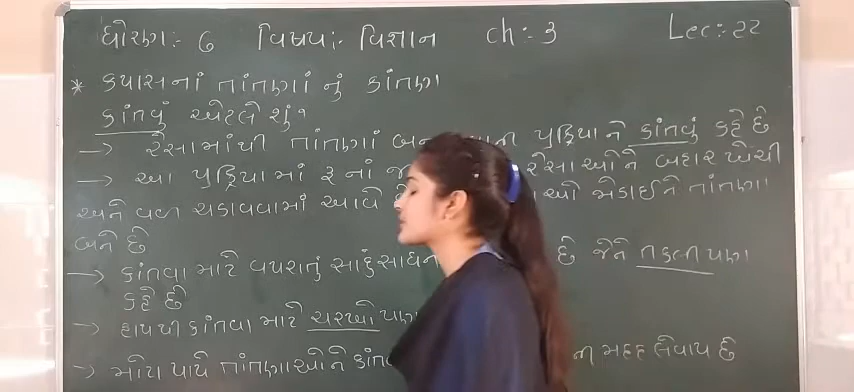 ધોરણ:- ૬ વિષય:- વિજ્ઞાન ch:- 3 Lec:- 22
* કપાસનાં તાંતણાં નું કાંતણ
કાંતવું એટલે શું?
→ રેસામાંથી તાંતણાં પ્રક્રિયાને કાંતવું કહે છે
→ આ પ્રક્રિયામાં રૂ નાં રેસાઓને બહાર ખેંચી
અને વળ ચડાવવામાં આવે જોડાઈને તાંતણા
બને છે
→ કાંતવા માટે વપરાતું સાદું સાધન છે જેને તકલી પણ
કહે છે
→ હાથથી કાંતવા માટે ચરખો પણ
→ મોટા પાયે તાંતણાઓને મદદ લેવાય છે